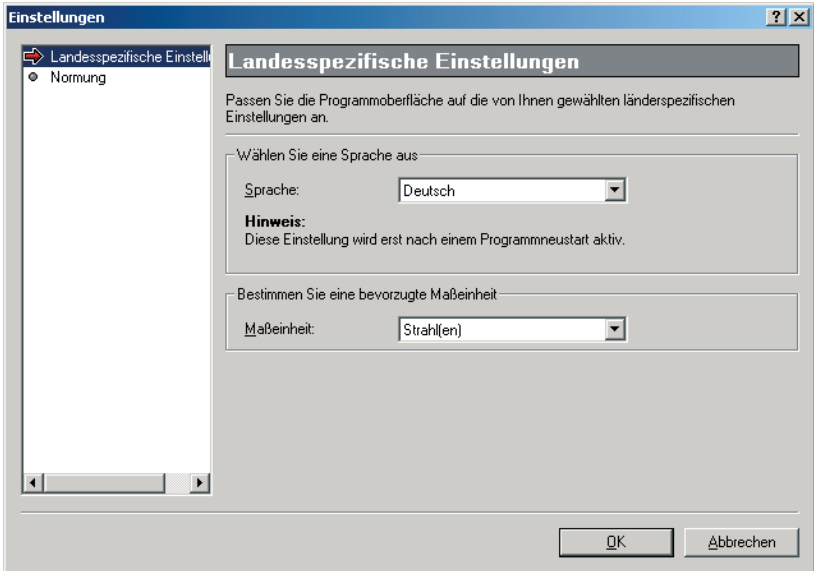 Einstellungen
Landesspezifische Einstell
Normung
Landesspezifische Einstellungen
Passen Sie die Programmoberfläche auf die von Ihnen gewählten länderspezifischen
Einstellungen an.
Wählen Sie eine Sprache aus
Sprache: Deutsch
Hinweis:
Diese Einstellung wird erst nach einem Programmneustart aktiv.
Bestimmen Sie eine bevorzugte Maßeinheit
Maßeinheit: Strahl(en)
OK Abbrechen